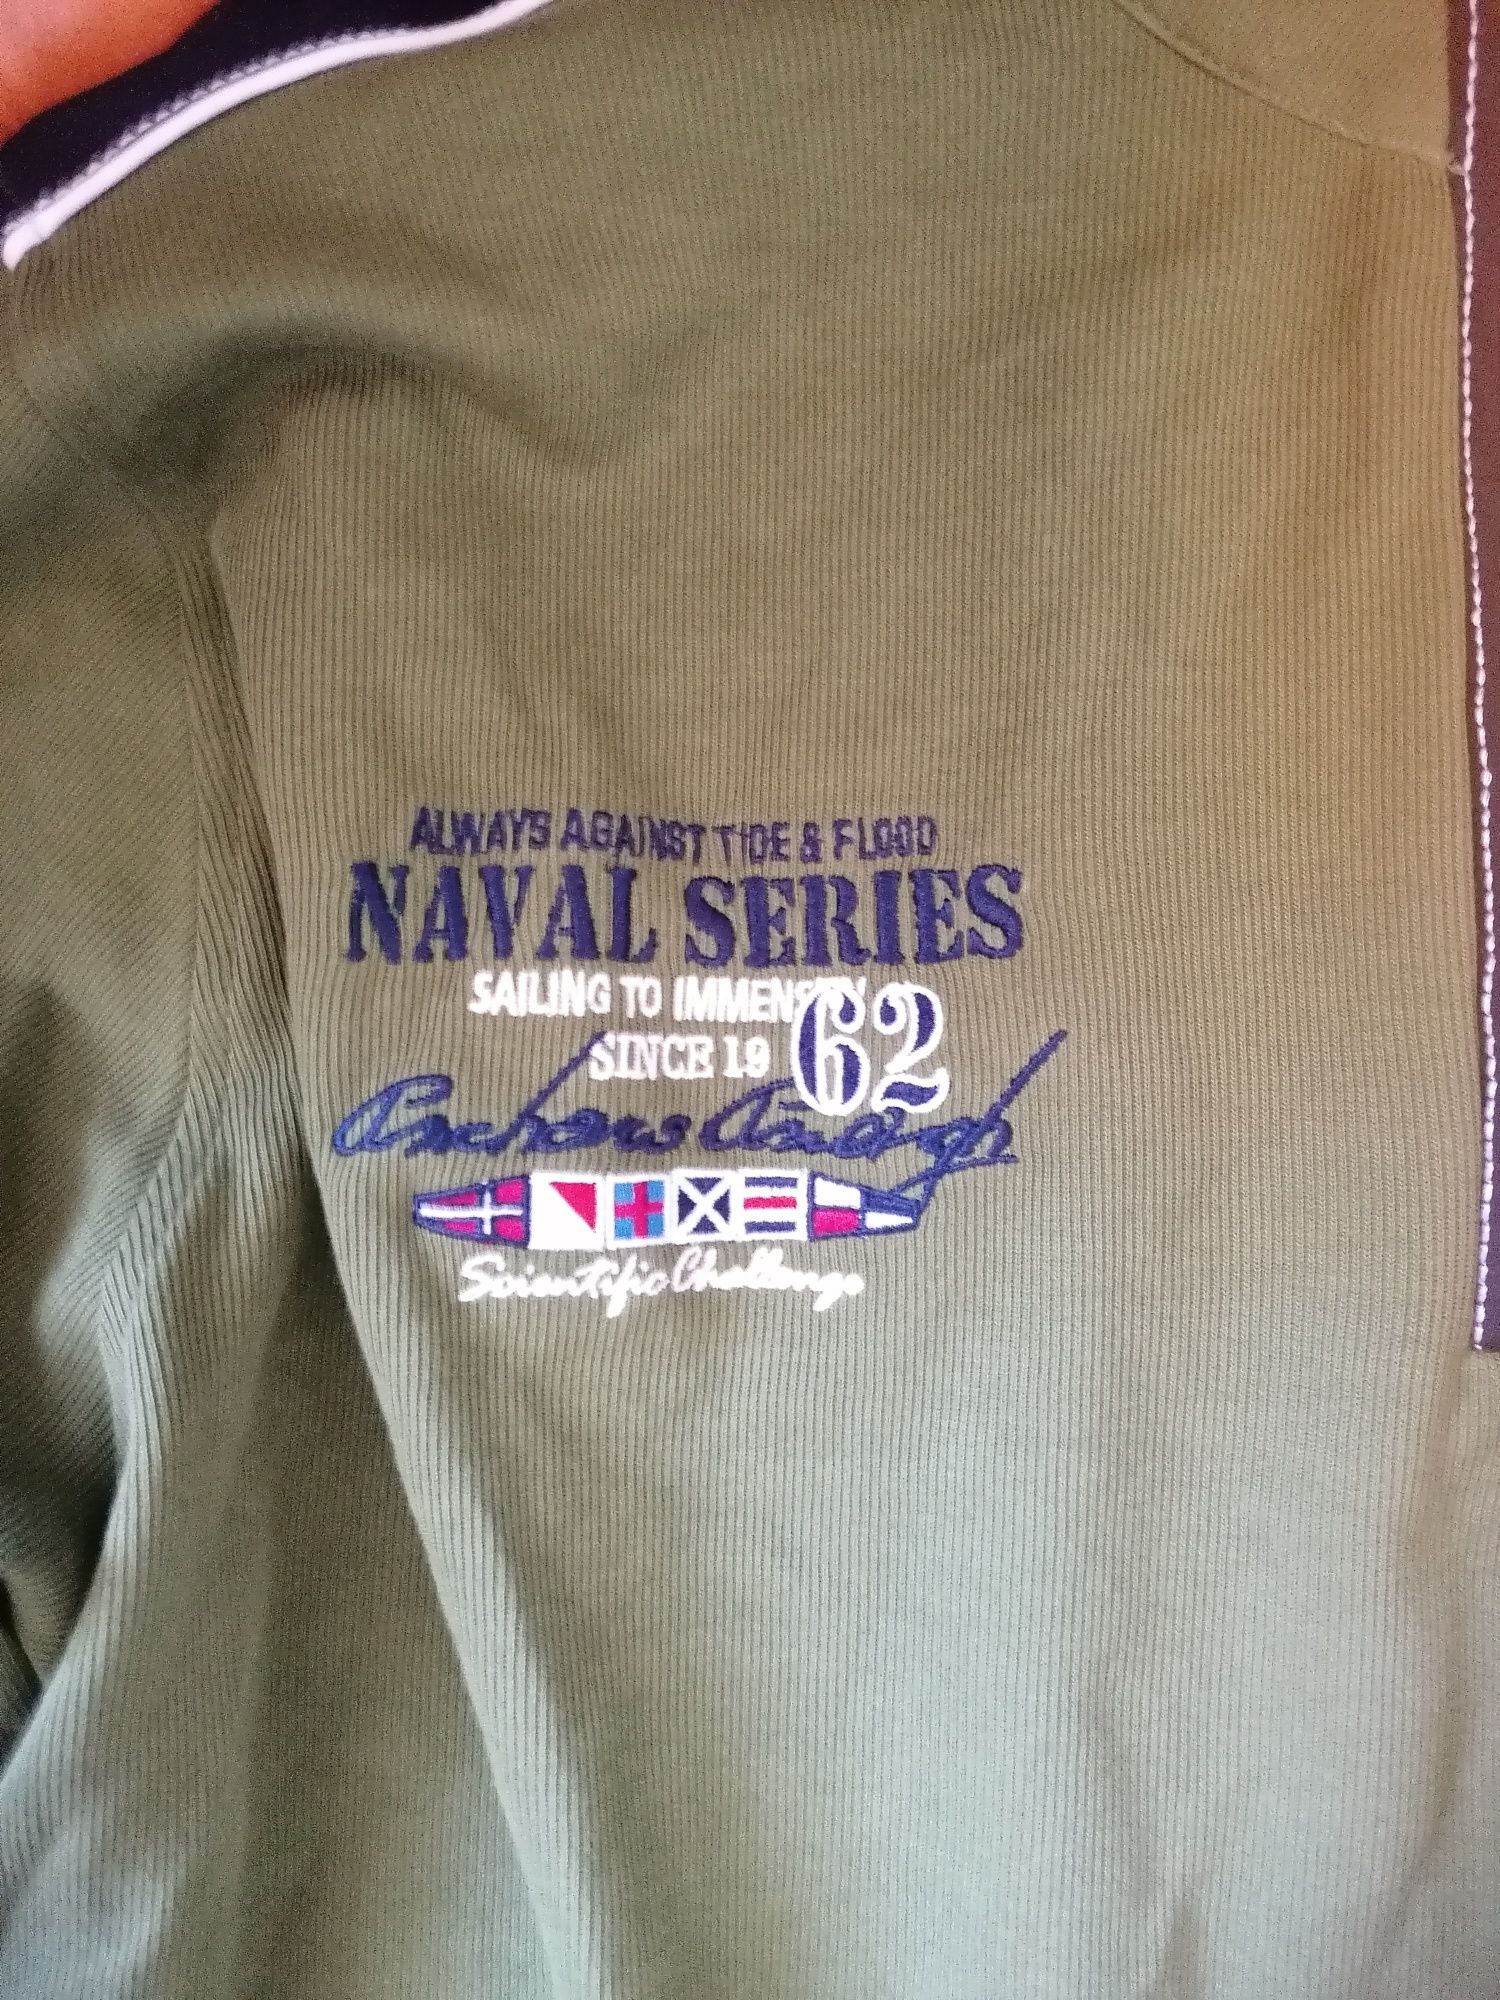 ALWAYS AGAINST TIDE & FLOOD
NAVAL SERIES
SAILING TO IMMENSITY
SINCE 19 62
Scientific Challenge